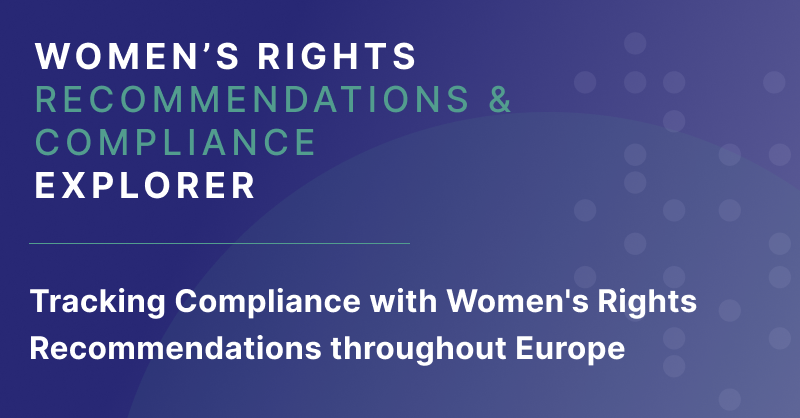 WOMEN’S RIGHTS
RECOMMENDATIONS &
COMPLIANCE
EXPLORER
Tracking Compliance with Women's Rights
Recommendations throughout Europe